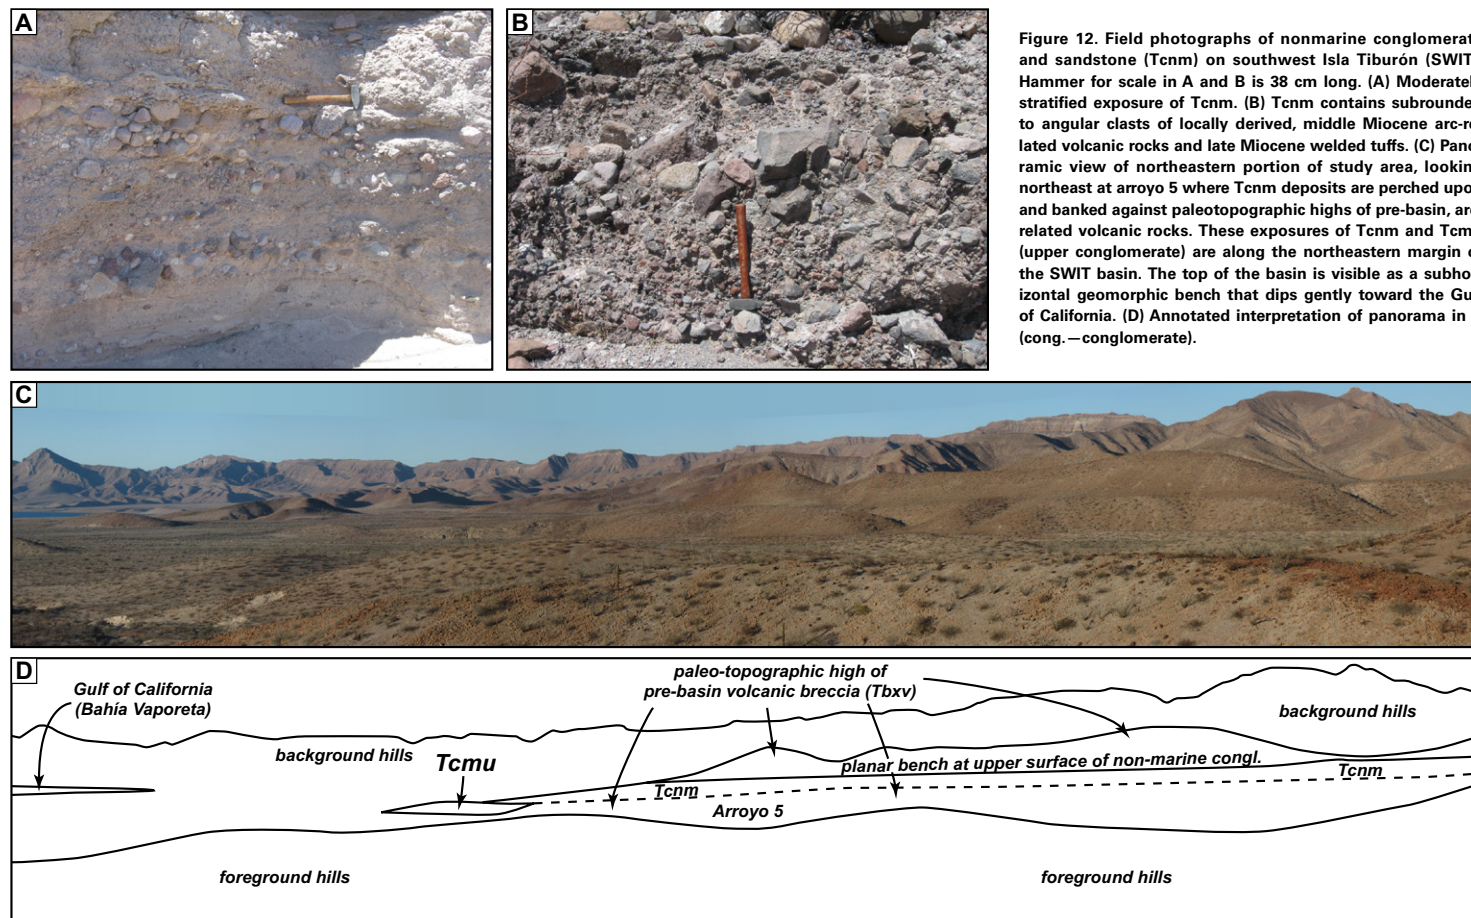 A
B
Figure 12. Field photographs of nonmarine conglomerat
and sandstone (Tcnm) on southwest Isla Tiburón (SWIT
Hammer for scale in A and B is 38 cm long. (A) Moderatel
stratified exposure of Tcnm. (B) Tcnm contains subrounde
to angular clasts of locally derived, middle Miocene arc-re
lated volcanic rocks and late Miocene welded tuffs. (C) Pano
ramic view of northeastern portion of study area, lookin
northeast at arroyo 5 where Tcnm deposits are perched upo
and banked against paleotopographic highs of pre-basin, arc
related volcanic rocks. These exposures of Tcnm and Tcm
(upper conglomerate) are along the northeastern margin o
the SWIT basin. The top of the basin is visible as a subho
izontal geomorphic bench that dips gently toward the Gu
of California. (D) Annotated interpretation of panorama in
(cong.—conglomerate).
C
D
Gulf of California
(Bahía Vaporeta)
paleo-topographic high of
pre-basin volcanic breccia (Tbxv)
background hills
background hills
Tcmu
planar bench at upper surface of non-marine congl.
Tcnm
Tcnm
Arroyo 5
foreground hills
foreground hills